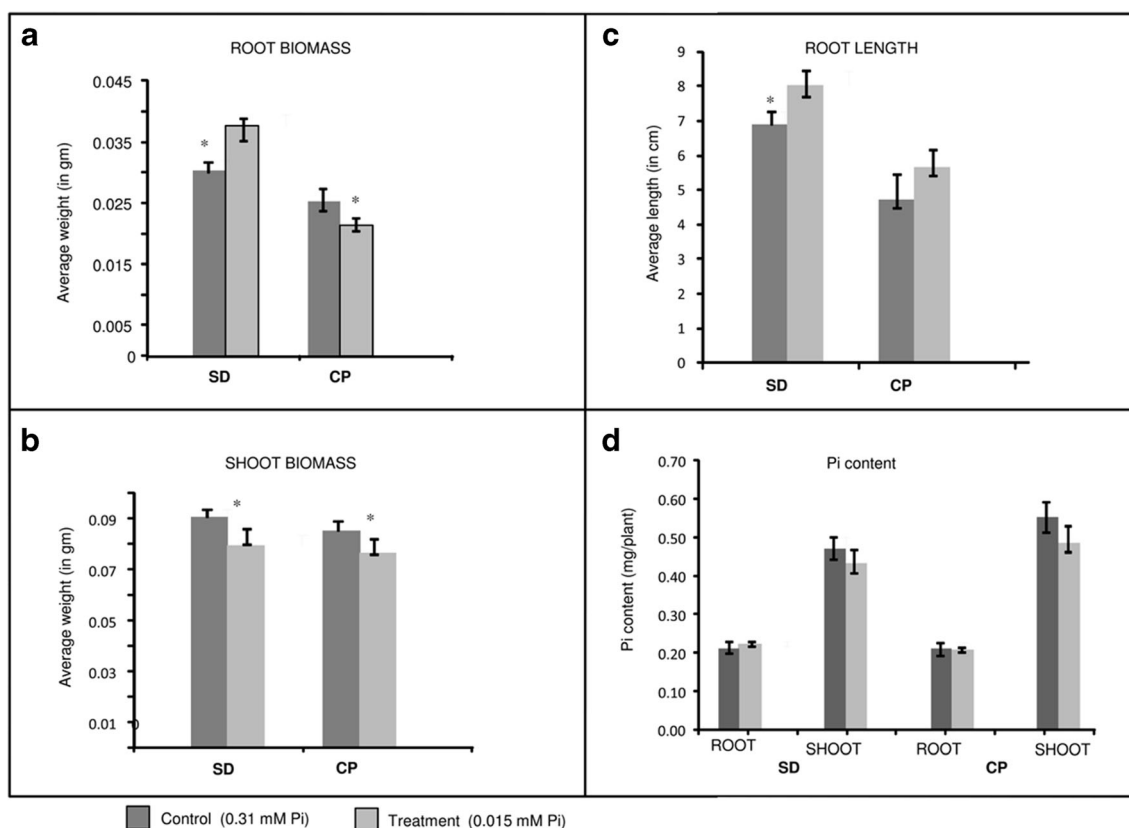 a
ROOT BIOMASS
Average weight (in gm)
0.045
0.035
0.025
0.015
0.005
0
*
*
SD
CP
c
ROOT LENGTH
Average length (in cm)
9
8
7
6
5
4
3
2
1
0
*
SD
CP
b
SHOOT BIOMASS
Average weight (in gm)
0.09
0.07
0.05
0.03
0.01
0
*
*
SD
CP
d
Pi content
Pi content (mg/plant)
0.70
0.60
0.50
0.40
0.30
0.20
0.10
0.00
ROOT SHOOT ROOT SHOOT
SD CP
Control (0.31 mM Pi) Treatment (0.015 mM Pi)